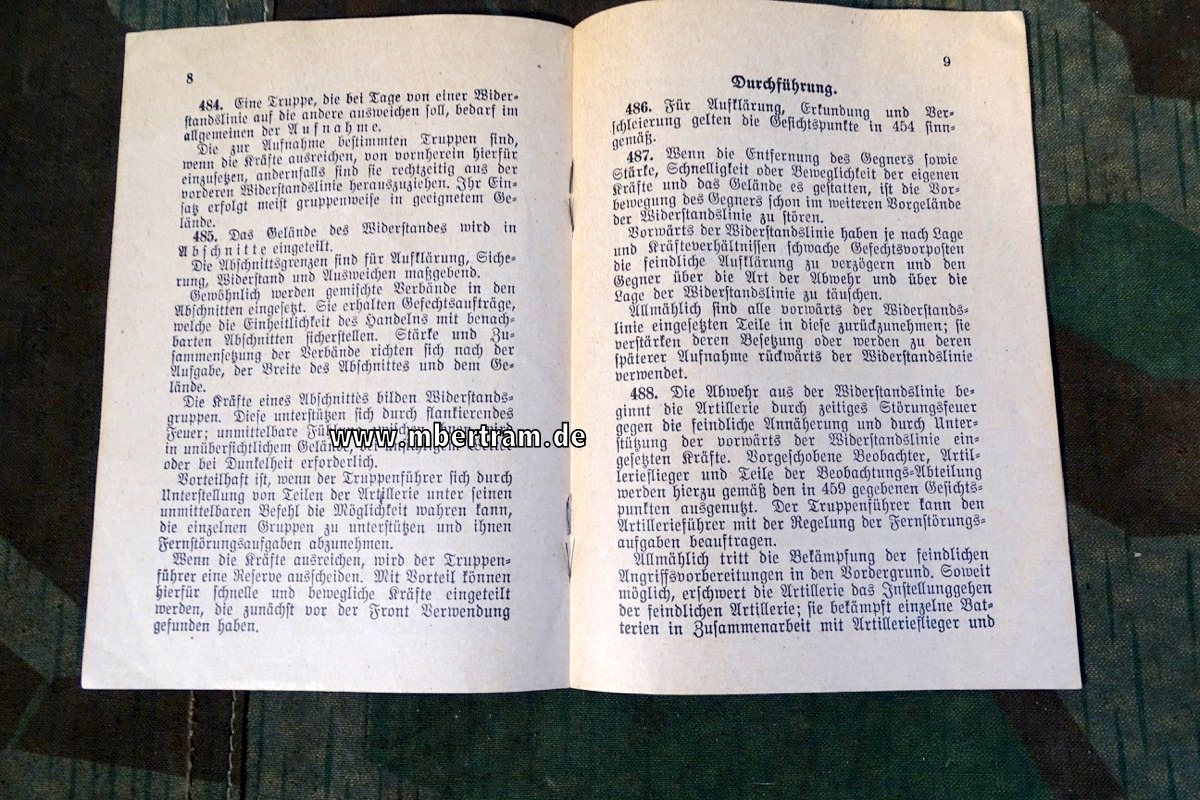 8
484. Eine Truppe, die bei Tage von einer Wider-
standslinie auf die andere ausweichen soll, bedarf im
allgemeinen der Aufnahme.
Die zur Aufnahme bestimmten Truppen sind,
wenn die Kräfte ausreichen, von vornherein hierfür
einzusetzen, andernfalls sind sie rechtzeitig aus der
vorderen Widerstandslinie herauszuziehen. Ihr Ein-
satz erfolgt meist gruppenweise in geeignetem Ge-
lände.
485. Das Gelände des Widerstandes wird in
Abschnitte eingeteilt.
Die Abschnittsgrenzen sind für Aufklärung, Siche-
rung, Widerstand und Ausweichen maßgebend.
Gewöhnlich werden gemischte Verbände in den
Abschnitten eingesetzt. Sie erhalten Gefechtsaufträge,
welche die Einheitlichkeit des Handelns mit benach-
barten Abschnitten sicherstellen. Stärke und Zu-
sammensetzung der Verbände richten sich nach der
Aufgabe, der Breite des Abschnittes und dem Ge-
lände.
Die Kräfte eines Abschnittes bilden Widerstands-
gruppen. Diese unterstützen sich durch flankierendes
Feuer; unmittelbare
in unübersichtlichem Gelände, bei
oder bei Dunkelheit erforderlich.
Vorteilhaft ist, wenn der Truppenführer sich durch
Unterstellung von Teilen der Artillerie unter seinen
unmittelbaren Befehl die Möglichkeit wahren kann,
die einzelnen Gruppen zu unterstützen und ihnen
Fernstörungsaufgaben abzunehmen.
Wenn die Kräfte ausreichen, wird der Truppen-
führer eine Reserve ausscheiden. Mit Vorteil können
hierfür schnelle und bewegliche Kräfte eingeteilt
werden, die zunächst vor der Front Verwendung
gefunden haben.
www.mbertram.de
9
Durchführung.
486. Für Aufklärung, Erkundung und Ver-
schleierung gelten die Gesichtspunkte in 454 sinn-
gemäß.
487. Wenn die Entfernung des Gegners sowie
Stärke, Schnelligkeit oder Beweglichkeit der eigenen
Kräfte und das Gelände es gestatten, ist die Vor-
bewegung des Gegners schon im weiteren Vorgelände
der Widerstandslinie zu stören.
Vorwärts der Widerstandslinie haben je nach Lage
und Kräfteverhältnissen schwache Gefechtsvorposten
die feindliche Aufklärung zu verzögern und den
Gegner über die Art der Abwehr und über die
Lage der Widerstandslinie zu täuschen.
Allmählich sind alle vorwärts der Widerstands-
linie eingesetzten Teile in diese zurückzunehmen; sie
verstärken deren Besetzung oder werden zu deren
späterer Aufnahme rückwärts der Widerstandslinie
verwendet.
488. Die Abwehr aus der Widerstandslinie be-
ginnt die Artillerie durch zeitiges Störungsfeuer
gegen die feindliche Annäherung und durch Unter-
stützung der vorwärts der Widerstandslinie ein-
gesetzten Kräfte. Vorgeschobene Beobachter, Artil-
lerieflieger und Teile der Beobachtungs-Abteilung
werden hierzu gemäß den in 459 gegebenen Gesichts-
punkten ausgenutzt. Der Truppenführer kann den
Artillerieführer mit der Regelung der Fernstörungs-
aufgaben beauftragen.
Allmählich tritt die Bekämpfung der feindlichen
Angriffsvorbereitungen in den Vordergrund. Soweit
möglich, erschwert die Artillerie das Instellunggehen
der feindlichen Artillerie; sie bekämpft einzelne Bat-
terien in Zusammenarbeit mit Artillerieflieger und